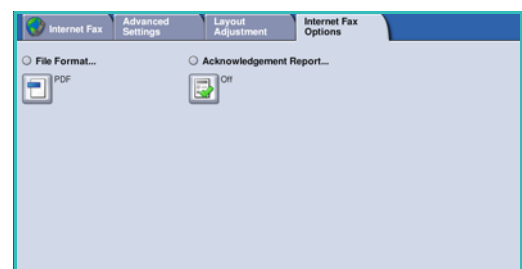 Internet Fax
Advanced
Settings
Layout
Adjustment
Internet Fax
Options
File Format...
Acknowledgement Report...
PDF
Off